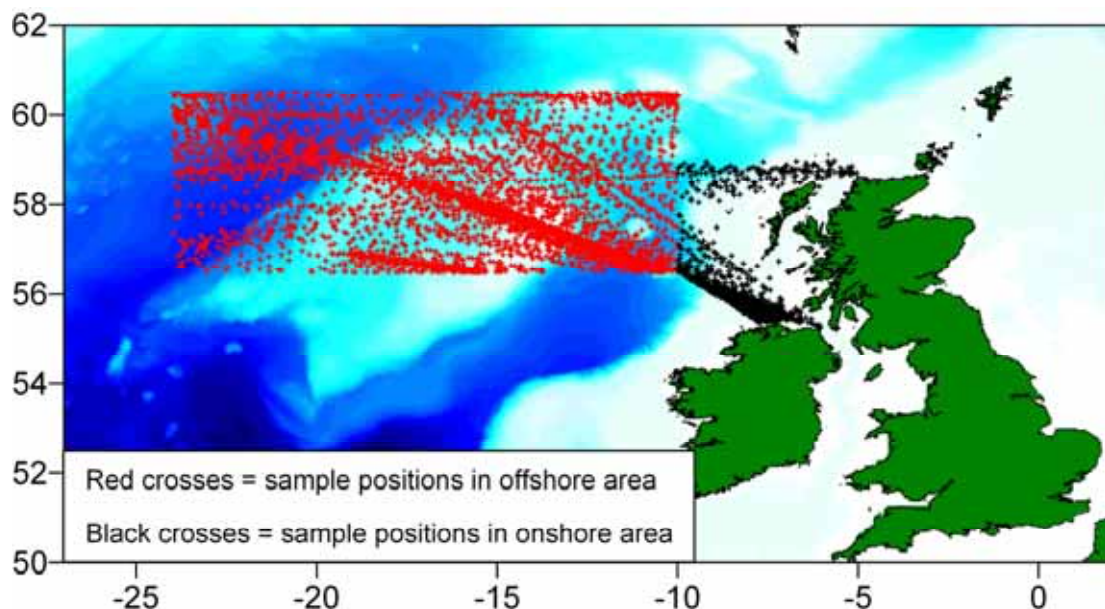 62
60
58
56
54
52
50
Red crosses = sample positions in offshore area
Black crosses = sample positions in onshore area
-25 -20 -15 -10 -5 0